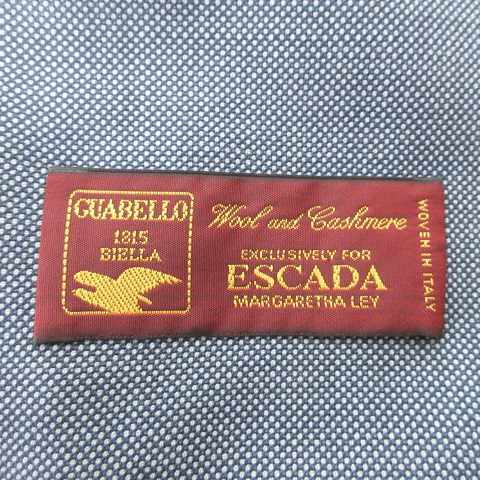 GUABELLO
1815
BIELLA
Wool and Cashmere
EXCLUSIVELY FOR
ESCADA
MARGARETHA LEY
WOVEN IN ITALY